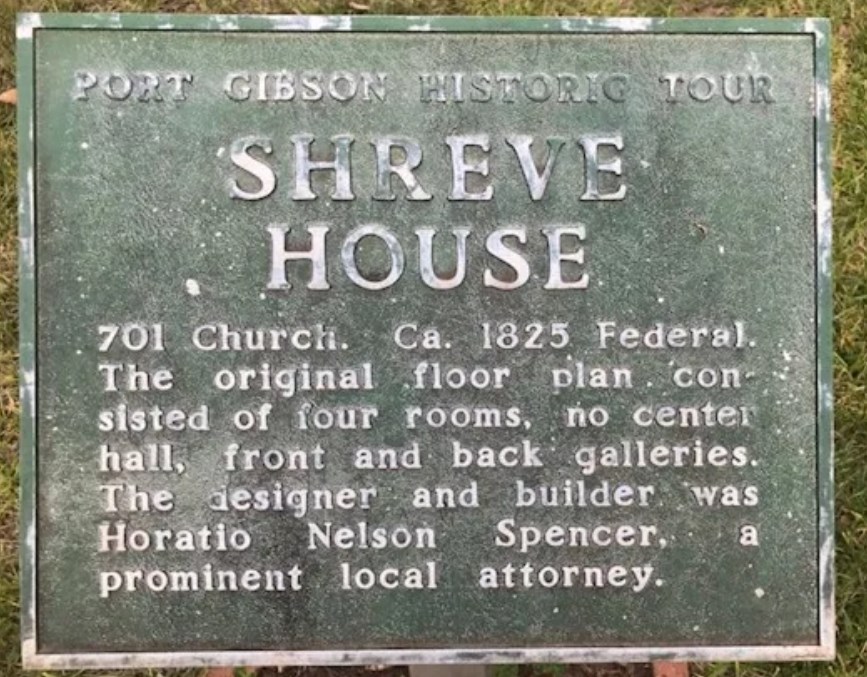 PORT GIBSON HISTORIC TOUR
SHREVE
HOUSE
701 Church. Ca. 1825 Federal.
The original floor plan con-
sisted of four rooms, no center
hall, front and back galleries.
The designer and builder was
Horatio Nelson Spencer, a
prominent local attorney.